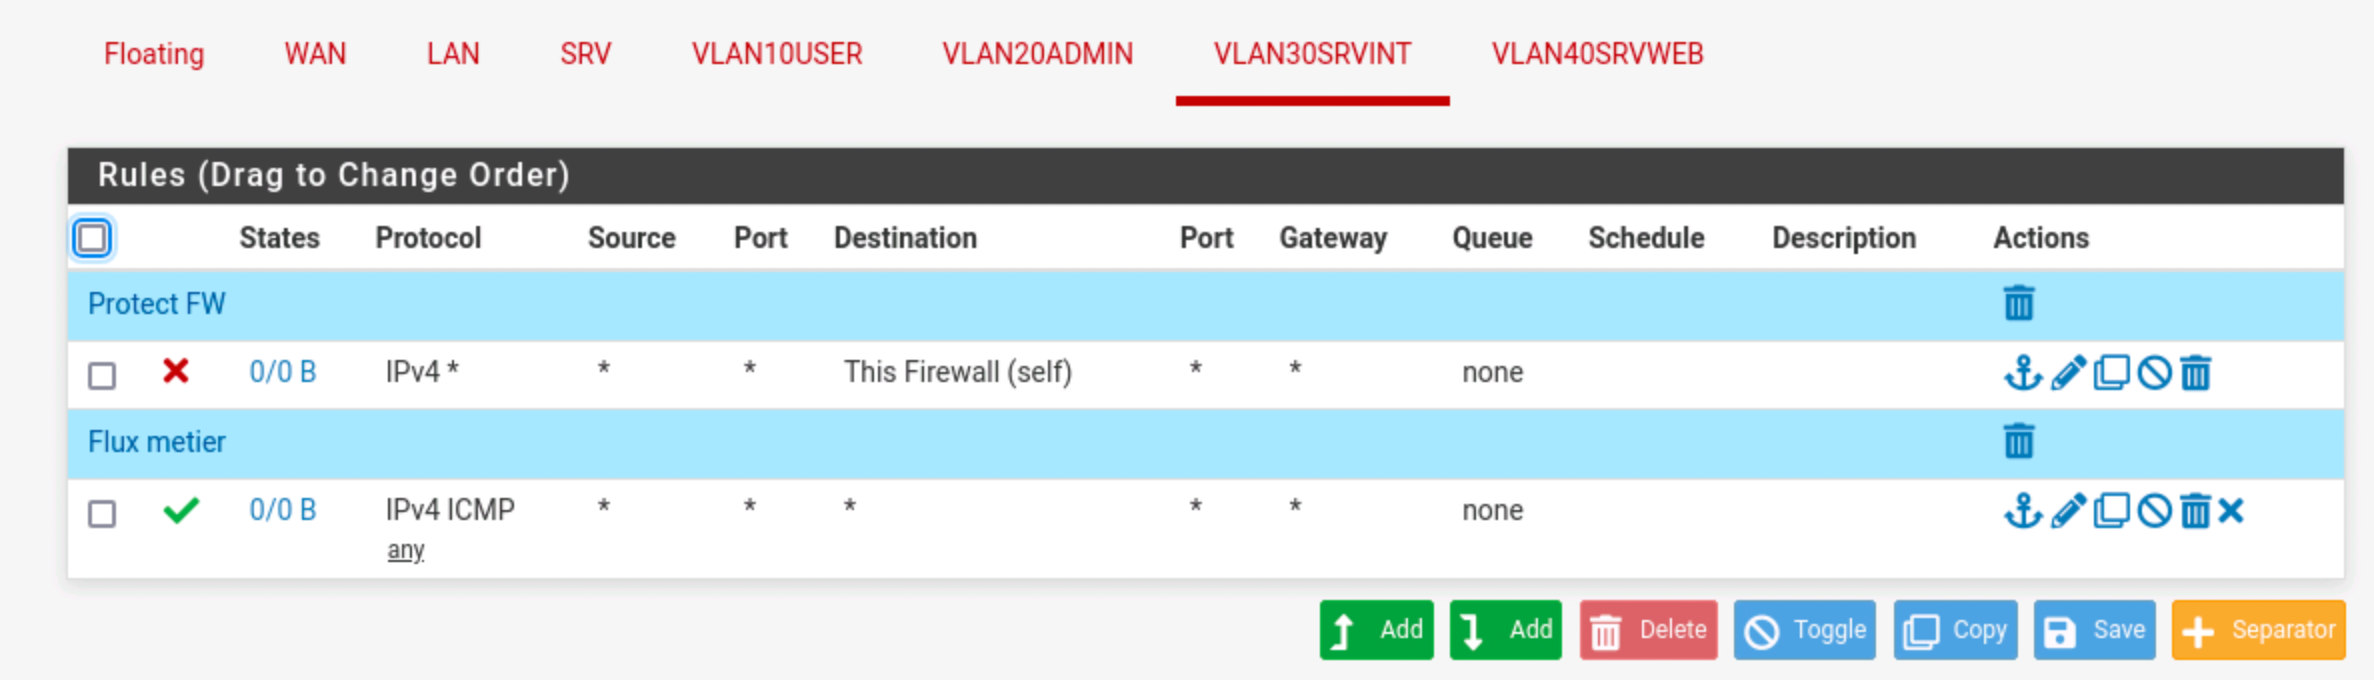 Floating WAN LAN SRV VLAN10USER VLAN20ADMIN VLAN30SRVINT VLAN40SRVWEB
Rules (Drag to Change Order)
States Protocol Source Port Destination Port Gateway Queue Schedule Description Actions
Protect FW
0/0 B IPv4 * * * This Firewall (self) * * none
Flux metier
0/0 B IPv4 ICMP * * * * * none
any
Add Add Delete Toggle Copy Save Separator